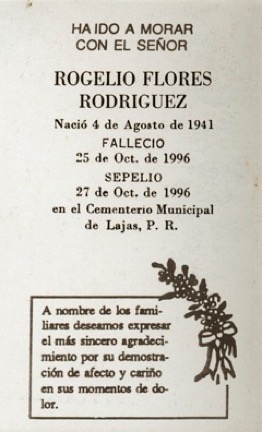 HA IDO A MORAR
CON EL SEÑOR
ROGELIO FLORES
RODRIGUEZ
Nació 4 de Agosto de 1941
FALLECIO
25 de Oct. de 1996
SEPELIO
27 de Oct. de 1996
en el Cementerio Municipal
de Lajas, P. R.
A nombre de los fami-
liares deseamos expresar
el más sincero agradeci-
miento por su demostra-
ción de afecto y cariño
en sus momentos de do-
lor.